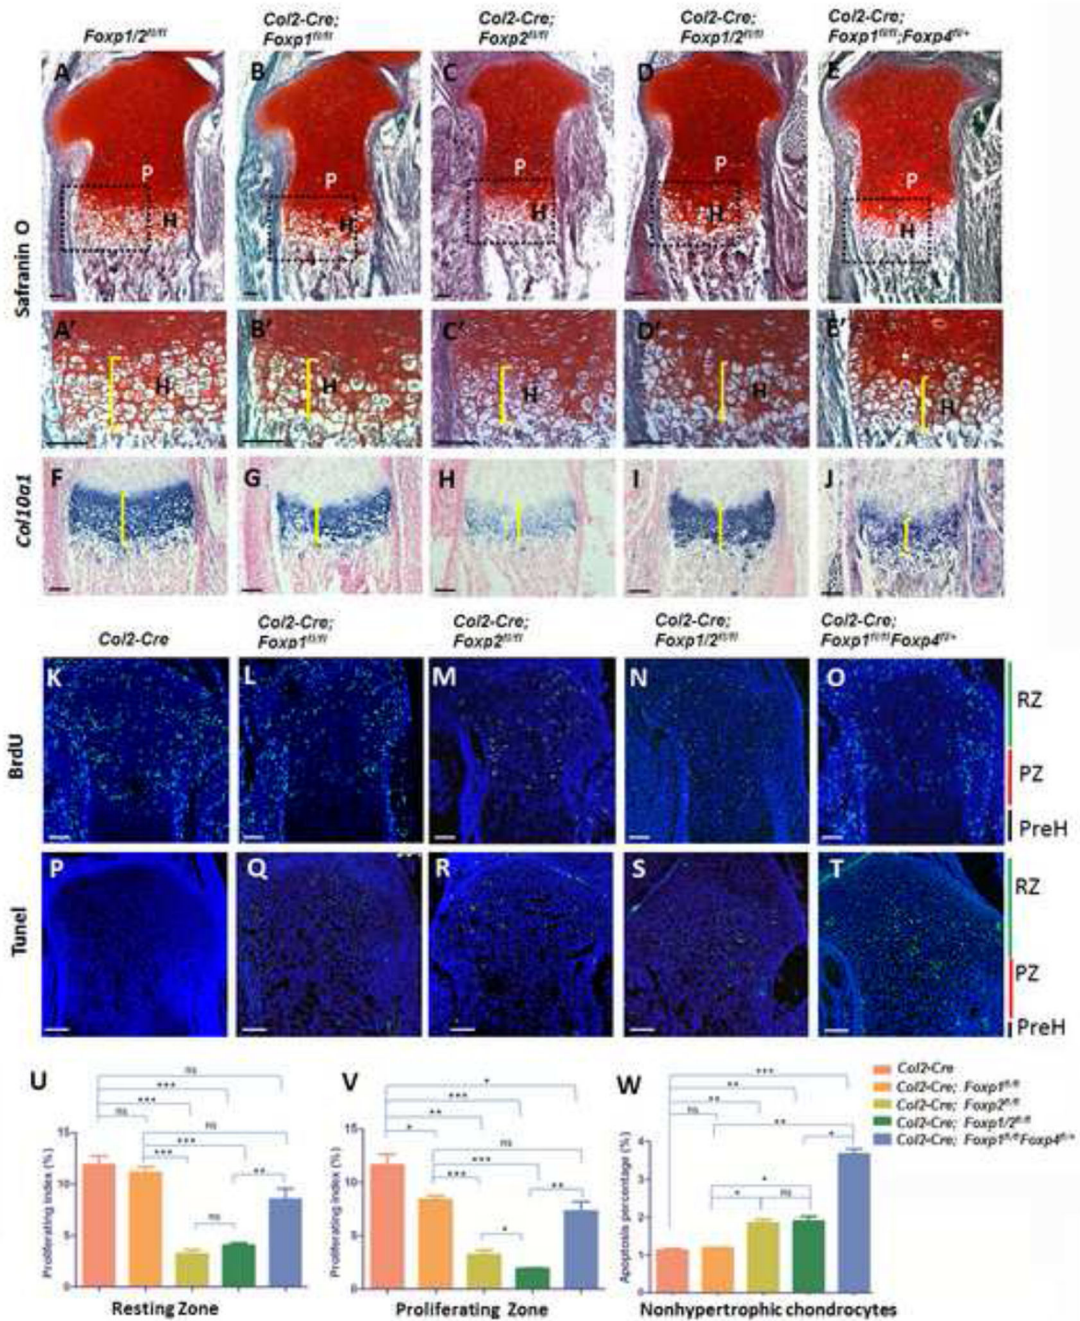 Foxp1/2fl/fl
Col2-Cre;
Foxp1fl/fl
Col2-Cre;
Foxp2fl/fl
Col2-Cre;
Foxp1/2fl/fl
Col2-Cre;
Foxp1fl/fl;Foxp4fl/+
Safranin O
A
B
C
D
E
P
P
P
P
P
H
H
H
H
H
A'
B'
C'
D'
E'
H
H
H
H
H
Col10a1
F
G
H
I
J
Col2-Cre
Col2-Cre;
Foxp1fl/fl
Col2-Cre;
Foxp2fl/fl
Col2-Cre;
Foxp1/2fl/fl
Col2-Cre;
Foxp1fl/flFoxp4fl/+
BrdU
K
L
M
N
O
RZ
PZ
PreH
Tunel
P
Q
R
S
T
RZ
PZ
PreH
U
ns
***
***
ns
ns
***
***
**
ns
Proliferating index (%)
15
10
5
0
Resting Zone
V
*
***
**
*
ns
***
***
**
*
Proliferating index (%)
15
10
5
0
Proliferating Zone
W
***
**
**
ns
**
*
*
*
ns
Apoptosis percentage (%)
4
3
2
1
0
Nonhypertrophic chondrocytes
Col2-Cre
Col2-Cre; Foxp1fl/fl
Col2-Cre; Foxp2fl/fl
Col2-Cre; Foxp1/2fl/fl
Col2-Cre; Foxp1fl/flFoxp4fl/+